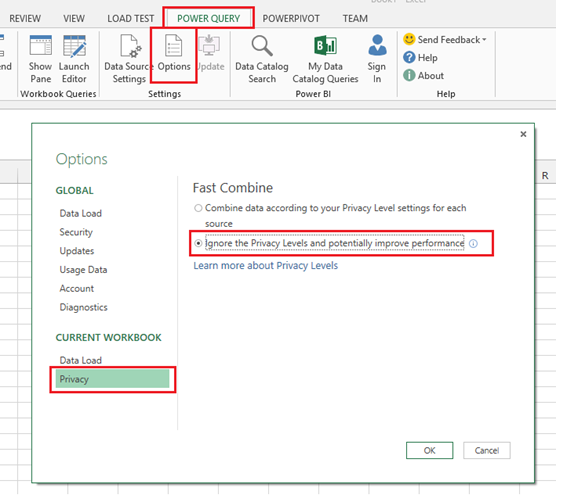 REVIEW VIEW LOAD TEST POWER QUERY POWERPIVOT TEAM
Show Pane
Launch Editor
Workbook Queries
Data Source Settings
Options
Update
Settings
Data Catalog Search
My Data Catalog Queries
Sign In
Power BI
Send Feedback
Help
About
Help
R
Options
GLOBAL
Data Load
Security
Updates
Usage Data
Account
Diagnostics
CURRENT WORKBOOK
Data Load
Privacy
Fast Combine
Combine data according to your Privacy Level settings for each
source
Ignore the Privacy Levels and potentially improve performance
Learn more about Privacy Levels
OK
Cancel